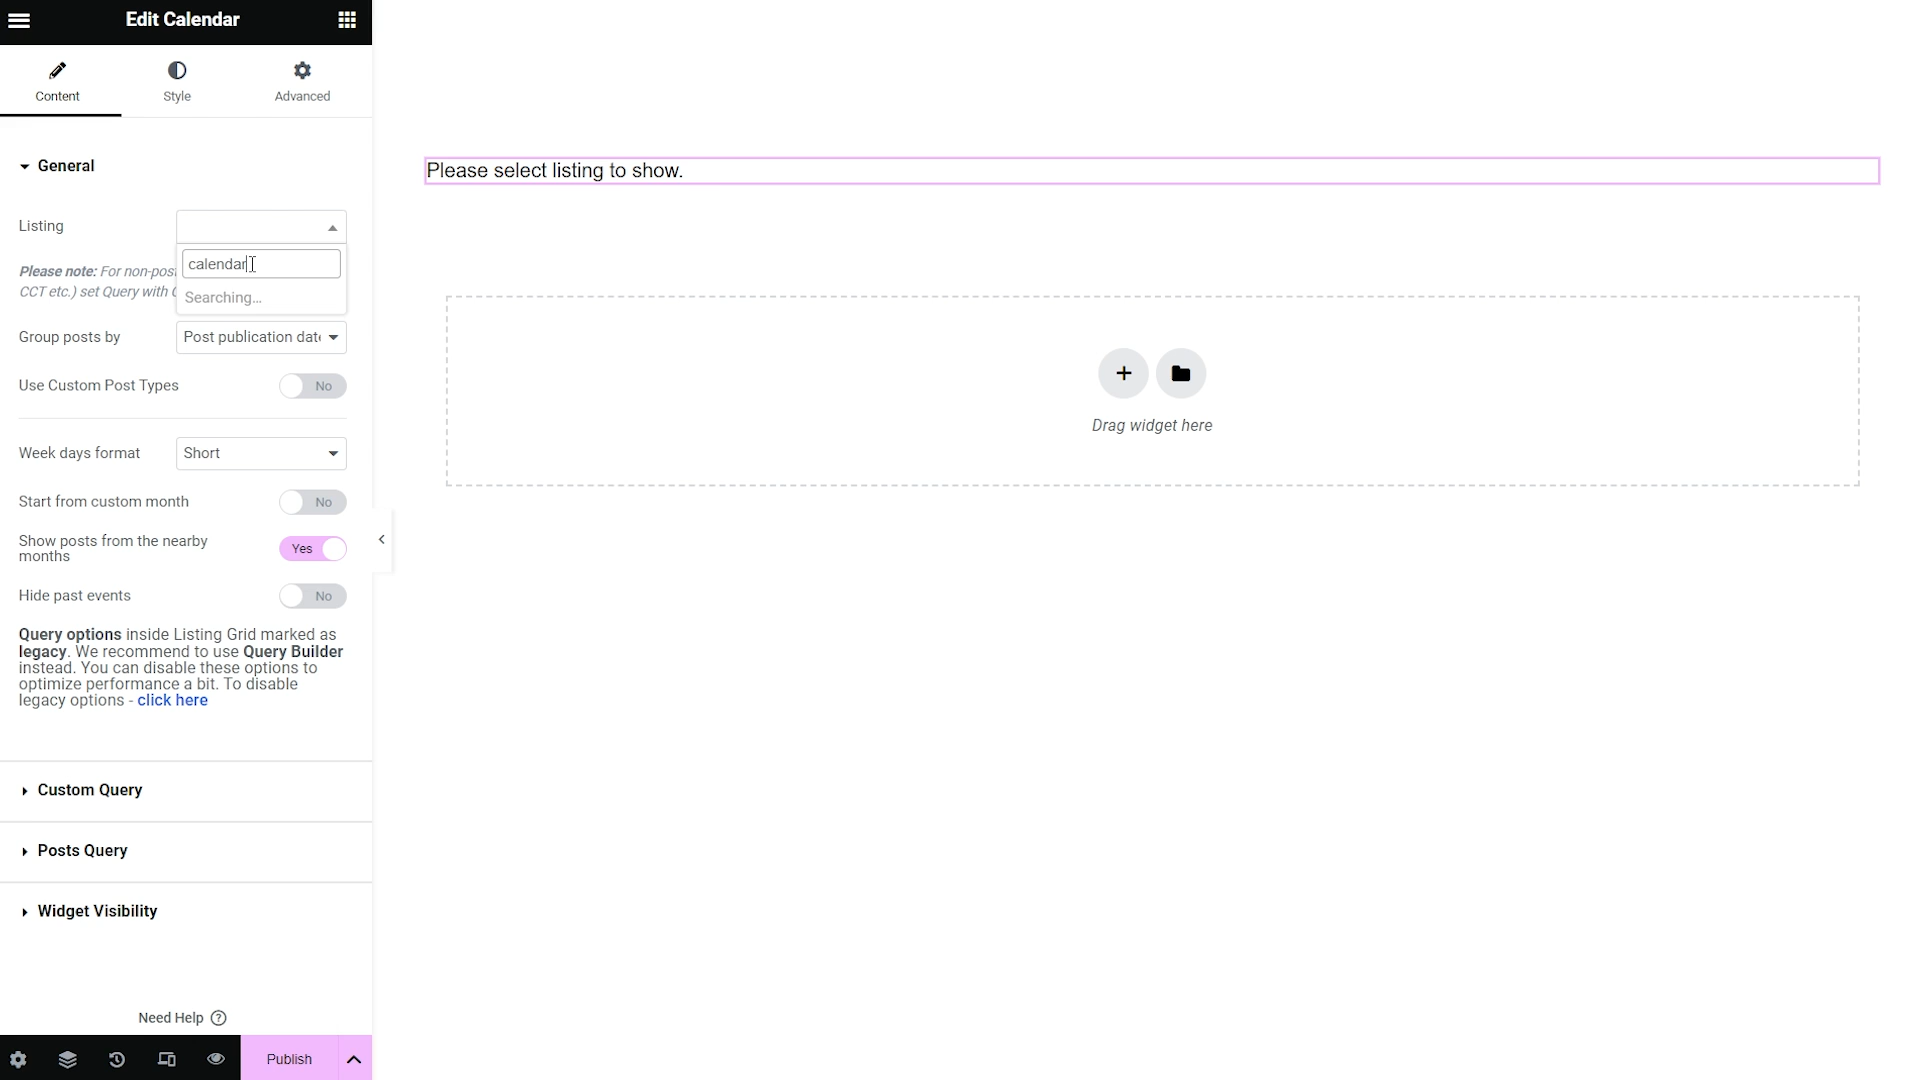 Edit Calendar
Content
Style
Advanced
General
Please select listing to show.
Listing
calendar
Searching...
Please note: For non-pos
CCT etc.) set Query with
Group posts by
Post publication dat
Use Custom Post Types
No
Drag widget here
Week days format
Short
Start from custom month
No
Show posts from the nearby
months
Yes
Hide past events
No
Query options inside Listing Grid marked as
legacy. We recommend to use Query Builder
instead. You can disable these options to
optimize performance a bit. To disable
legacy options - click here
Custom Query
Posts Query
Widget Visibility
Need Help
Publish